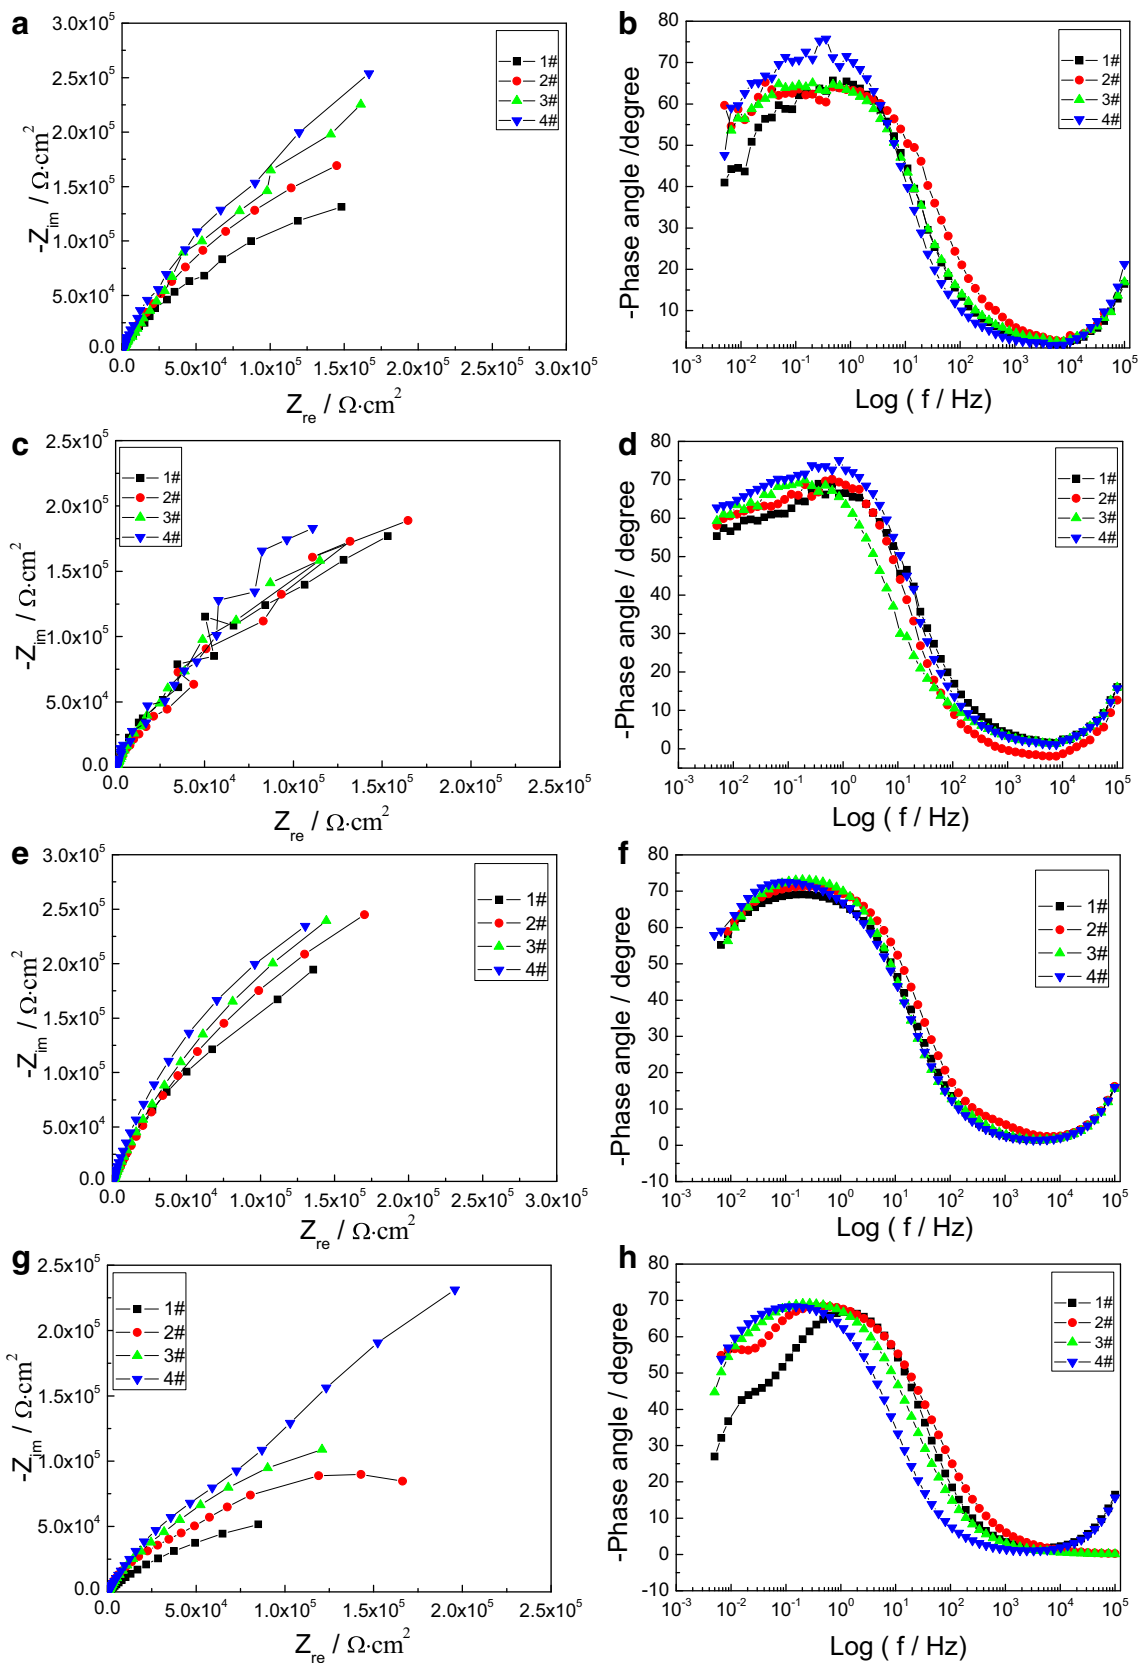 a
3.0x10^5
2.5x10^5
2.0x10^5
1.5x10^5
1.0x10^5
5.0x10^4
0.0
-Z_im / Ω·cm^2
1#
2#
3#
4#
0.0 5.0x10^4 1.0x10^5 1.5x10^5 2.0x10^5 2.5x10^5 3.0x10^5
Z_re / Ω·cm^2
b
80
70
60
50
40
30
20
10
-Phase angle /degree
1#
2#
3#
4#
10^-3 10^-2 10^-1 10^0 10^1 10^2 10^3 10^4 10^5
Log ( f / Hz)
c
2.5x10^5
2.0x10^5
1.5x10^5
1.0x10^5
5.0x10^4
0.0
-Z_im / Ω·cm^2
1#
2#
3#
4#
0.0 5.0x10^4 1.0x10^5 1.5x10^5 2.0x10^5 2.5x10^5
Z_re / Ω·cm^2
d
80
70
60
50
40
30
20
10
0
-Phase angle / degree
1#
2#
3#
4#
10^-3 10^-2 10^-1 10^0 10^1 10^2 10^3 10^4 10^5
Log ( f / Hz)
e
3.0x10^5
2.5x10^5
2.0x10^5
1.5x10^5
1.0x10^5
5.0x10^4
0.0
-Z_im / Ω·cm^2
1#
2#
3#
4#
0.0 5.0x10^4 1.0x10^5 1.5x10^5 2.0x10^5 2.5x10^5 3.0x10^5
Z_re / Ω·cm^2
f
80
70
60
50
40
30
20
10
0
-10
-Phase angle / degree
1#
2#
3#
4#
10^-3 10^-2 10^-1 10^0 10^1 10^2 10^3 10^4 10^5
Log ( f / Hz)
g
2.5x10^5
2.0x10^5
1.5x10^5
1.0x10^5
5.0x10^4
0.0
-Z_im / Ω·cm^2
1#
2#
3#
4#
0.0 5.0x10^4 1.0x10^5 1.5x10^5 2.0x10^5 2.5x10^5
Z_re / Ω·cm^2
h
80
70
60
50
40
30
20
10
0
-10
-Phase angle / degree
1#
2#
3#
4#
10^-3 10^-2 10^-1 10^0 10^1 10^2 10^3 10^4 10^5
Log ( f / Hz)